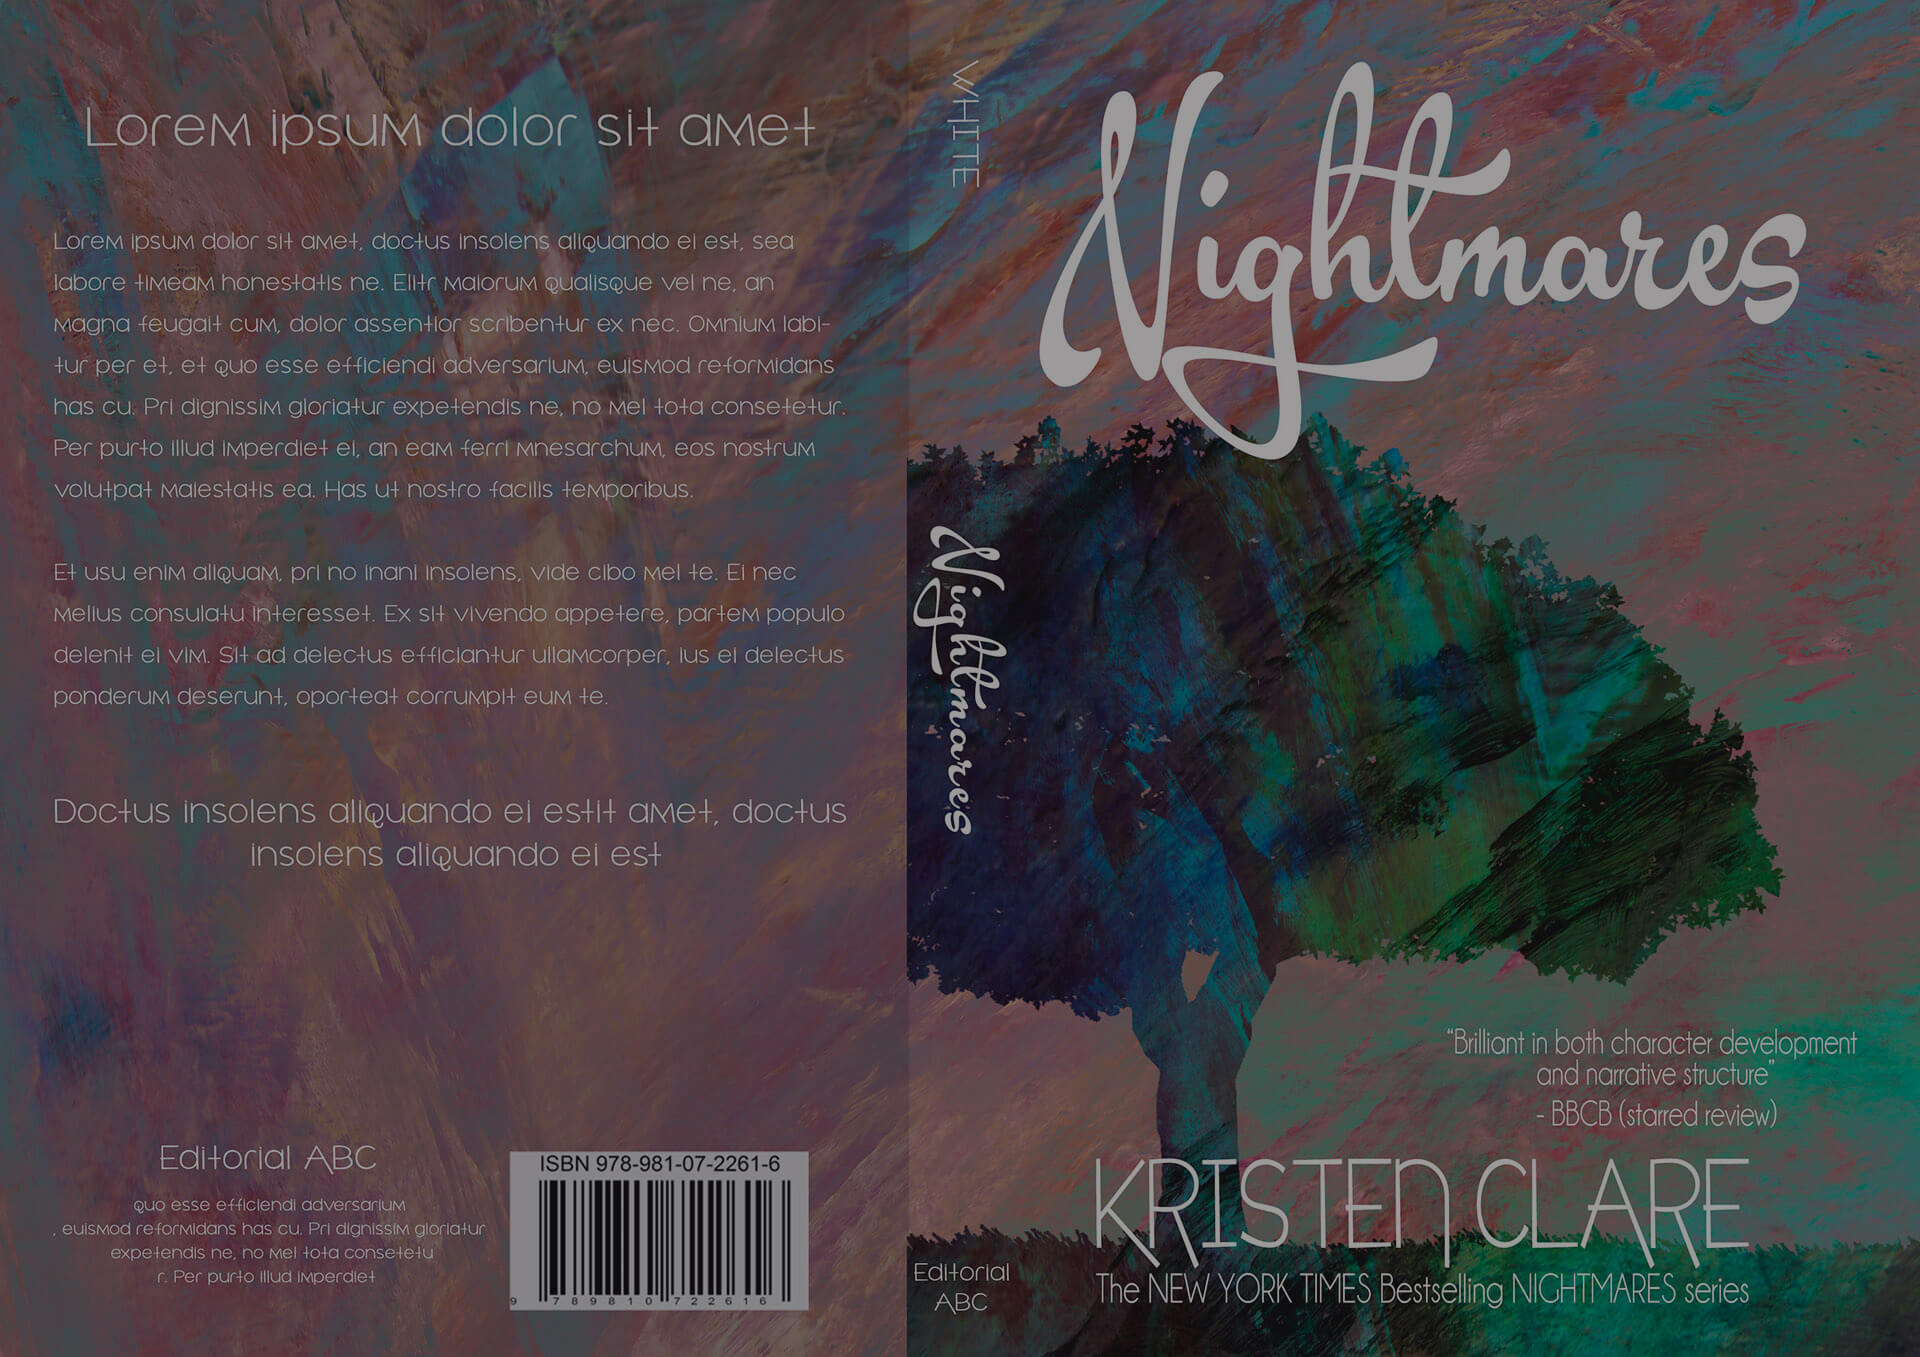 Lorem ipsum dolor sit amet
Lorem ipsum dolor sit amet, doctus insolens aliquando ei est, sea
labore timeam honestatis ne. Elitr maiorum qualisque vel ne, an
magna feugait cum, dolor assentior scribentur ex nec. Omnium labi-
tur per et, et quo esse efficiendi adversarium, euismod reformidans
has cu. Pri dignissim gloriatur expetendis ne, no mel tota consetetur.
Per purto illud imperdiet ei, an eam ferri mnesarchum, eos nostrum
volutpat maiestatis ea. Has ut nostro facilis temporibus.
Et usu enim aliquam, pri no inani insolens, vide cibo mel te. Ei nec
melius consulatu interesset. Ex sit vivendo appetere, partem populo
delenit ei vim. Sit ad delectus efficiantur ullamcorper, ius ei delectus
ponderum deserunt, oporteat corrumpit eum te.
Doctus insolens aliquando ei estit amet, doctus
insolens aliquando ei est
Editorial ABC
quo esse efficiendi adversarium
, euismod reformidans has cu. Pri dignissim gloriatur
expetendis ne, no mel tota consetetu
r. Per purto illud imperdiet
ISBN 978-981-07-2261-6
9 789810 722616
WHITE
Nightmares
Editorial
ABC
Nightmares
“Brilliant in both character development
and narrative structure”
- BBCB (starred review)
KRISTEN CLARE
The NEW YORK TIMES Bestselling NIGHTMARES series